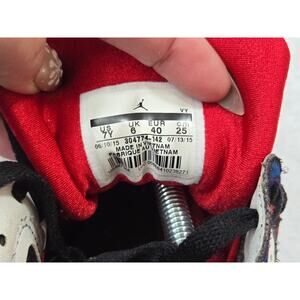 VY
US UK EUR cm
7Y 6 40 25
06/10/15 304774-142 07/13/15
MADE IN VIETNAM
FABRIQUE VIETNAM